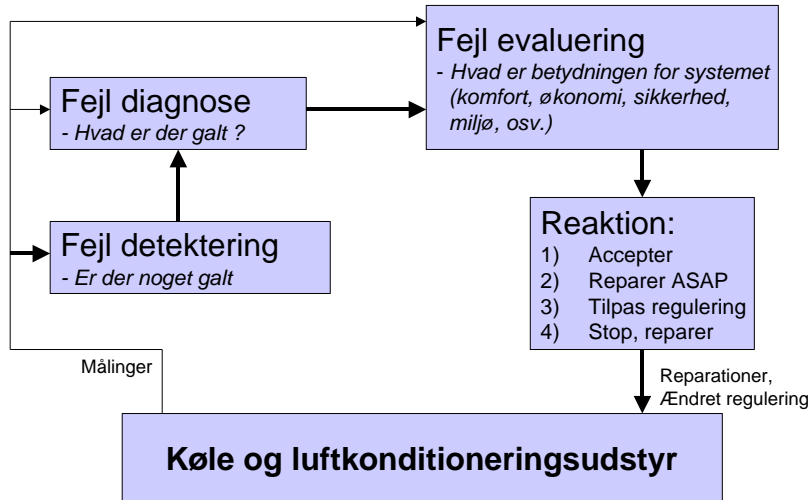 Fejl evaluering
- Hvad er betydningen for systemet
(komfort, økonomi, sikkerhed,
miljø, osv.)
Fejl diagnose
- Hvad er der galt ?
Fejl detektering
- Er der noget galt
Reaktion:
1) Accepter
2) Reparer ASAP
3) Tilpas regulering
4) Stop, reparer
Målinger
Reparationer,
Ændret regulering
Køle og luftkonditioneringsudstyr